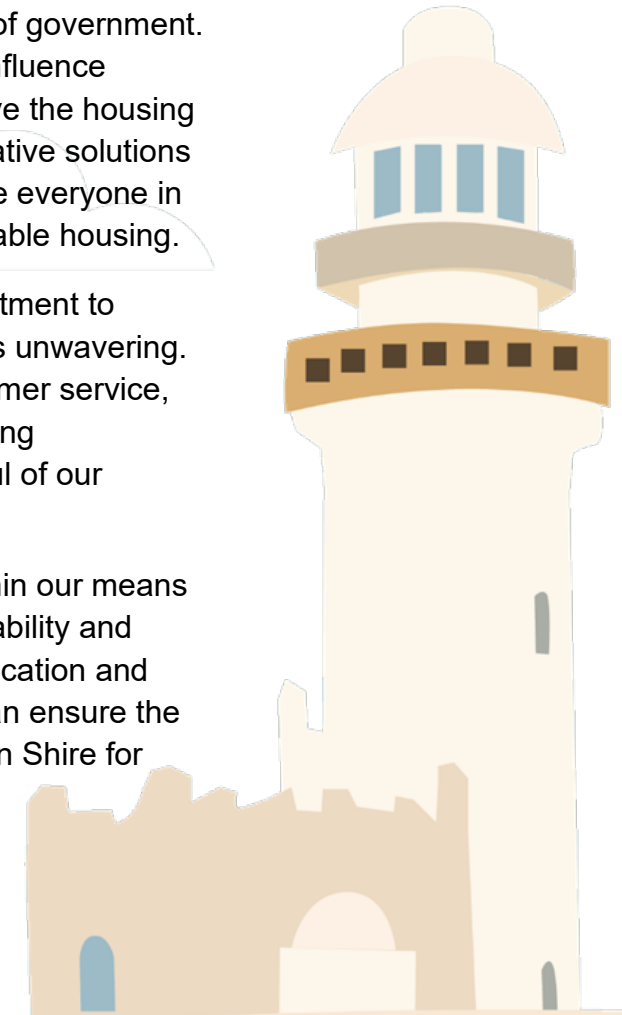 of government.
nfluence
ve the housing
ative solutions
e everyone in
able housing.
tment to
s unwavering.
mer service,
ng
ul of our
in our means
ability and
cation and
an ensure the
n Shire for